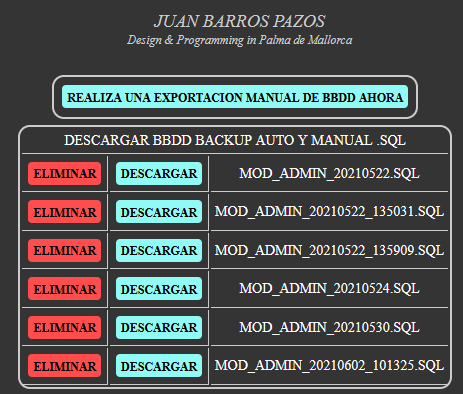 JUAN BARROS PAZOS
Design & Programming in Palma de Mallorca
REALIZA UNA EXPORTACION MANUAL DE BBDD AHORA
DESCARGAR BBDD BACKUP AUTO Y MANUAL .SQL
ELIMINAR DESCARGAR MOD_ADMIN_20210522.SQL
ELIMINAR DESCARGAR MOD_ADMIN_20210522_135031.SQL
ELIMINAR DESCARGAR MOD_ADMIN_20210522_135909.SQL
ELIMINAR DESCARGAR MOD_ADMIN_20210524.SQL
ELIMINAR DESCARGAR MOD_ADMIN_20210530.SQL
ELIMINAR DESCARGAR MOD_ADMIN_20210602_101325.SQL